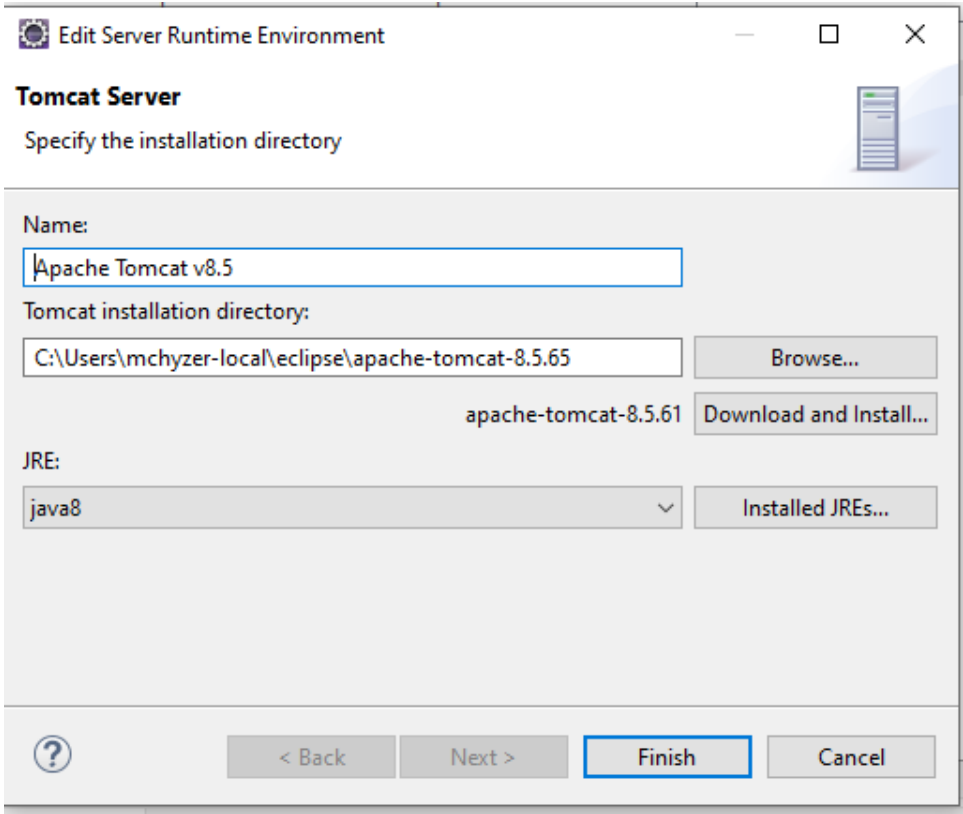 Edit Server Runtime Environment
Tomcat Server
Specify the installation directory
Name:
Apache Tomcat v8.5
Tomcat installation directory:
C:\Users\mchyzer-local\eclipse\apache-tomcat-8.5.65
Browse...
apache-tomcat-8.5.61
Download and Install...
JRE:
java8
Installed JREs...
?
< Back
Next >
Finish
Cancel